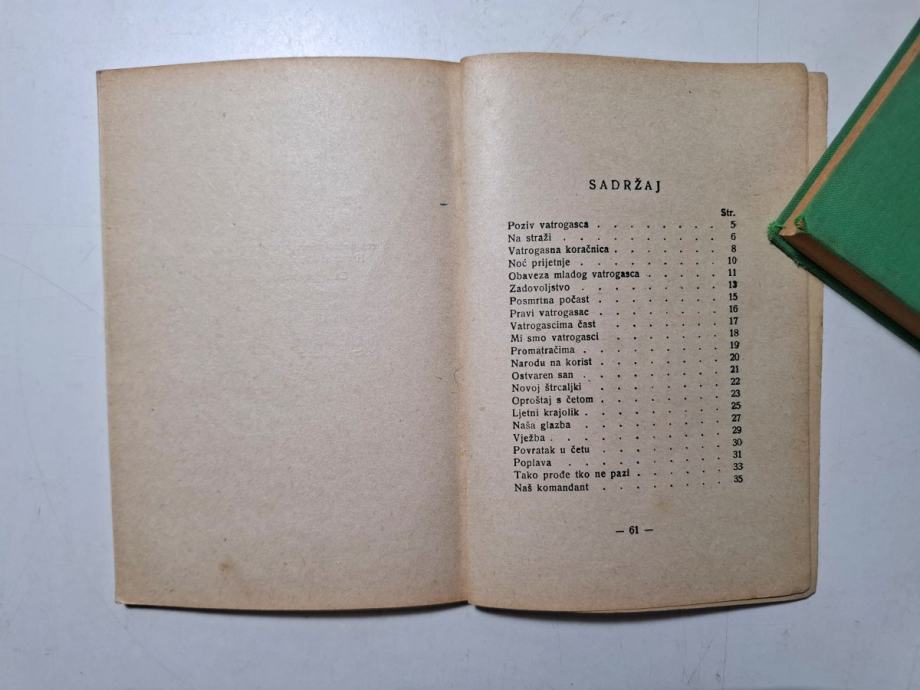 SADRŽAJ
Str.
Poziv vatrogasca . . . . . . . . 5
Na straži . . . . . . . . . . 6
Vatrogasna koračnica . . . . . . . 8
Noć prijetnje . . . . . . . . . 10
Obaveza mladog vatrogasca . . . . . 11
Zadovoljstvo . . . . . . . . . 13
Posmrtna počast . . . . . . . . 15
Pravi vatrogasac . . . . . . . . 16
Vatrogascima čast . . . . . . . . 17
Mi smo vatrogasci . . . . . . . . 18
Promatračima . . . . . . . . . 19
Narodu na korist . . . . . . . . 20
Ostvaren san . . . . . . . . . 21
Novoj štrcaljki . . . . . . . . . 22
Oproštaj s četom . . . . . . . . 23
Ljetni krajolik . . . . . . . . . 25
Naša glazba . . . . . . . . . 27
Vježba . . . . . . . . . . . 29
Povratak u četu . . . . . . . . 30
Poplava . . . . . . . . . . 31
Tako prođe tko ne pazi . . . . . . 33
Naš komandant . . . . . . . . 35
— 61 —